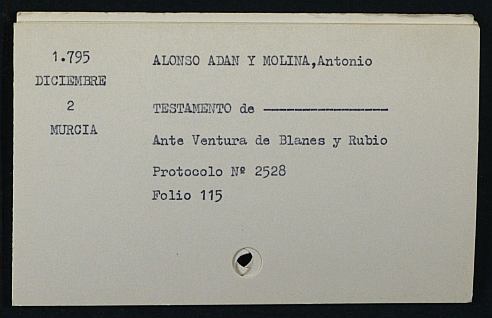 1.795
DICIEMBRE
2
MURCIA
ALONSO ADAN Y MOLINA,Antonio
TESTAMENTO de ----------------
Ante Ventura de Blanes y Rubio
Protocolo Nº 2528
Folio 115